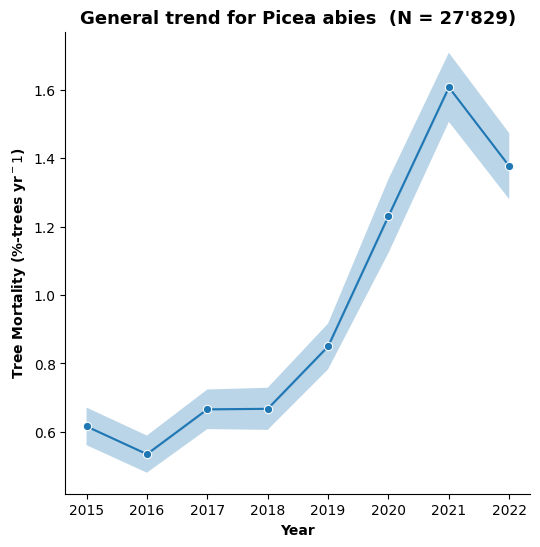 General trend for Picea abies (N = 27'829)
Tree Mortality (%-trees yr⁻1)
1.6
1.4
1.2
1.0
0.8
0.6
2015 2016 2017 2018 2019 2020 2021 2022
Year